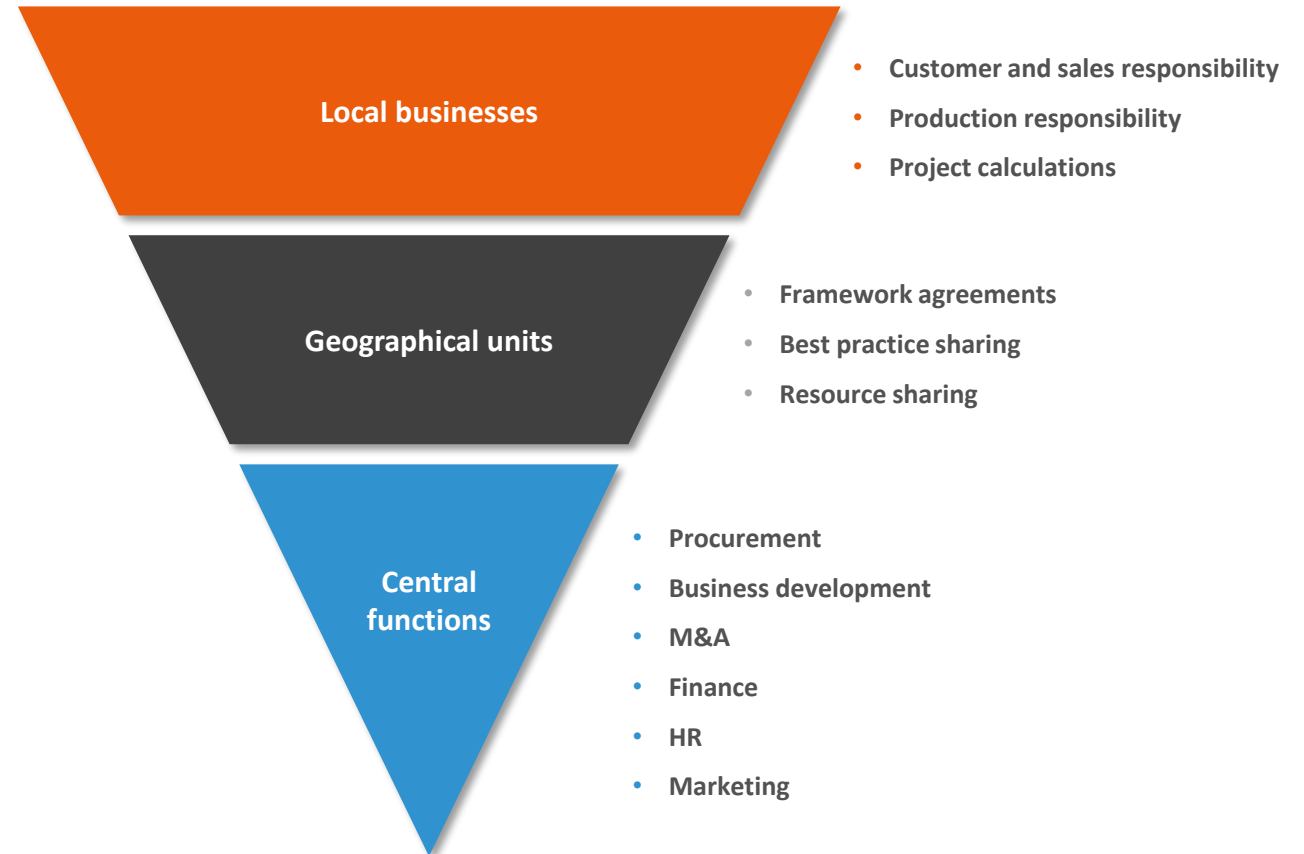 Local businesses
• Customer and sales responsibility
• Production responsibility
• Project calculations
Geographical units
• Framework agreements
• Best practice sharing
• Resource sharing
Central
functions
• Procurement
• Business development
• M&A
• Finance
• HR
• Marketing